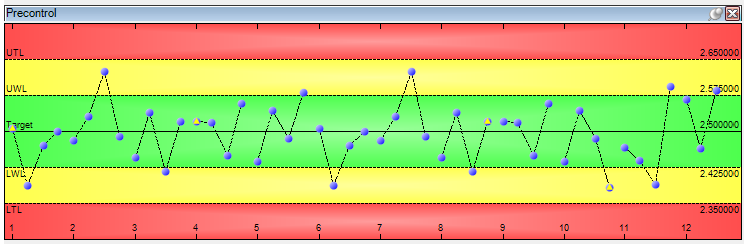 Precontrol
UTL 2.650000
UWL 2.575000
Target 2.500000
LWL 2.425000
LTL 2.350000
1 2 3 4 5 6 7 8 9 10 11 12